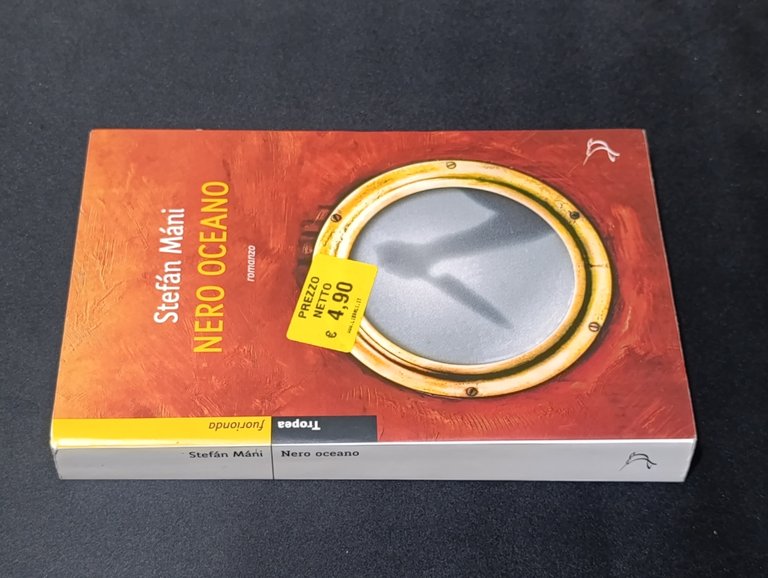 Stefán Máni
NERO OCEANO
romanzo
PREZZO
NETTO
€ 4,90
fuorionda
Tropea
Stefán Máni
Nero oceano